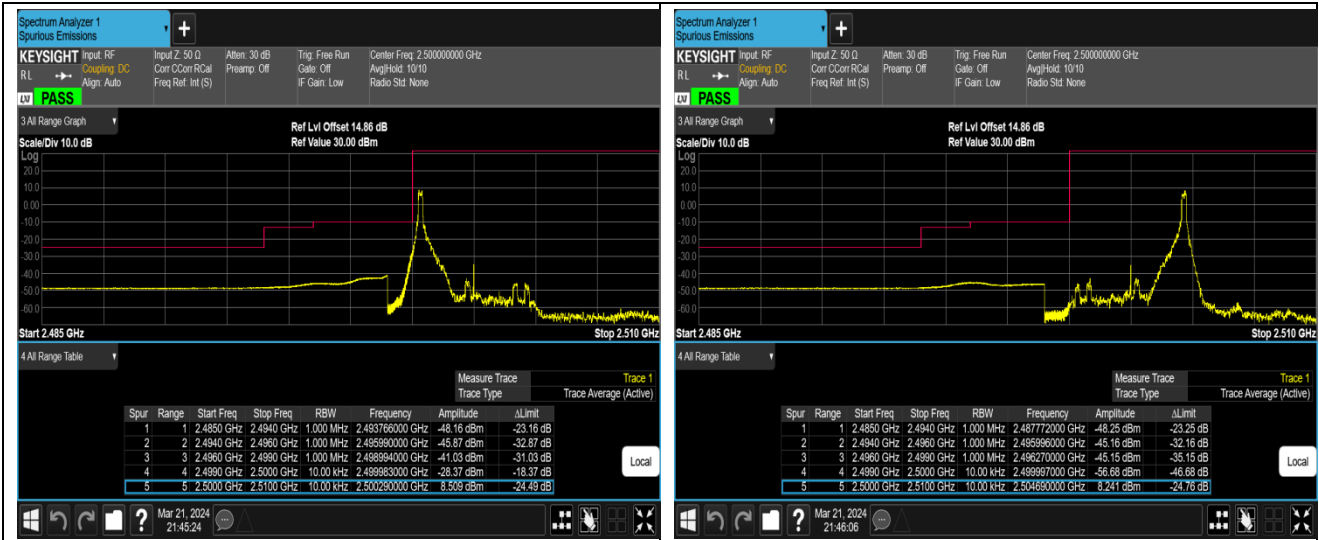 Spectrum Analyzer 1
Spurious Emissions
+
KEYSIGHT Input: RF Input Z: 50 Ω Atten: 30 dB Trig: Free Run Center Freq: 2.500000000 GHz
Coupling: DC Corr CCorr RCal Preamp: Off Gate: Off Avg|Hold: 10/10
RL Align: Auto Freq Ref: Int (S) IF Gain: Low Radio Std: None
LXI PASS
3 All Range Graph
Ref Lvl Offset 14.86 dB
Scale/Div 10.0 dB Ref Value 30.00 dBm
Log
20.0
10.0
0.00
-10.0
-20.0
-30.0
-40.0
-50.0
-60.0
Start 2.485 GHz Stop 2.510 GHz
4 All Range Table
Measure Trace Trace 1
Trace Type Trace Average (Active)
Spur Range Start Freq Stop Freq RBW Frequency Amplitude ΔLimit
1 1 2.4850 GHz 2.4940 GHz 1.000 MHz 2.493766000 GHz -48.16 dBm -23.16 dB
2 2 2.4940 GHz 2.4960 GHz 1.000 MHz 2.495990000 GHz -45.87 dBm -32.87 dB
3 3 2.4960 GHz 2.4990 GHz 1.000 MHz 2.498994000 GHz -41.03 dBm -31.03 dB
4 4 2.4990 GHz 2.5000 GHz 10.00 kHz 2.499983000 GHz -28.37 dBm -18.37 dB
5 5 2.5000 GHz 2.5100 GHz 10.00 kHz 2.500290000 GHz 8.509 dBm -24.49 dB
Local
? Mar 21, 2024
21:45:24
Spectrum Analyzer 1
Spurious Emissions
+
KEYSIGHT Input: RF Input Z: 50 Ω Atten: 30 dB Trig: Free Run Center Freq: 2.500000000 GHz
Coupling: DC Corr CCorr RCal Preamp: Off Gate: Off Avg|Hold: 10/10
RL Align: Auto Freq Ref: Int (S) IF Gain: Low Radio Std: None
LXI PASS
3 All Range Graph
Ref Lvl Offset 14.86 dB
Scale/Div 10.0 dB Ref Value 30.00 dBm
Log
20.0
10.0
0.00
-10.0
-20.0
-30.0
-40.0
-50.0
-60.0
Start 2.485 GHz Stop 2.510 GHz
4 All Range Table
Measure Trace Trace 1
Trace Type Trace Average (Active)
Spur Range Start Freq Stop Freq RBW Frequency Amplitude ΔLimit
1 1 2.4850 GHz 2.4940 GHz 1.000 MHz 2.487772000 GHz -48.25 dBm -23.25 dB
2 2 2.4940 GHz 2.4960 GHz 1.000 MHz 2.495996000 GHz -45.16 dBm -32.16 dB
3 3 2.4960 GHz 2.4990 GHz 1.000 MHz 2.496270000 GHz -45.15 dBm -35.15 dB
4 4 2.4990 GHz 2.5000 GHz 10.00 kHz 2.499997000 GHz -56.68 dBm -46.68 dB
5 5 2.5000 GHz 2.5100 GHz 10.00 kHz 2.504690000 GHz 8.241 dBm -24.76 dB
Local
? Mar 21, 2024
21:46:06